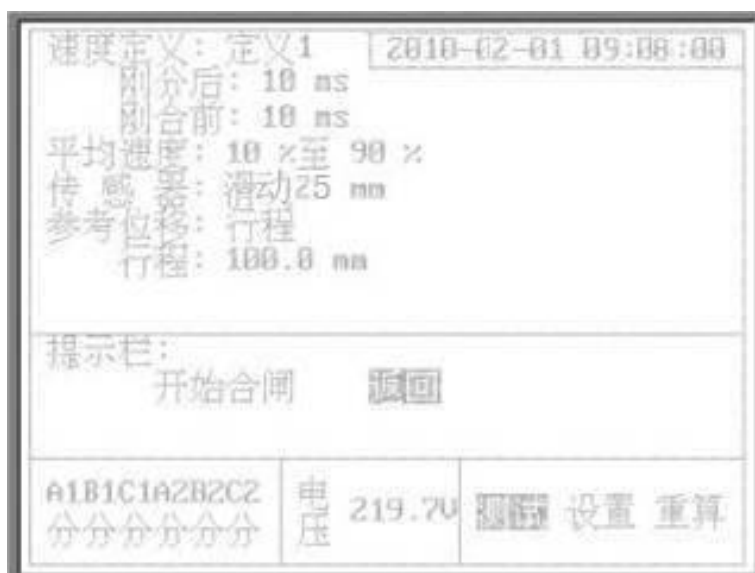 速度定义: 定义1
2010-02-01 09:08:00
刚分后: 10 ms
刚合前: 10 ms
平均速度: 10 %至 90 %
传 感 器: 滑动25 mm
参考位移: 行程
行程: 100.0 mm
提示栏:
开始合闸 返回
A1B1C1A2B2C2
分分分分分分
电压 219.7V
测试 设置 重算